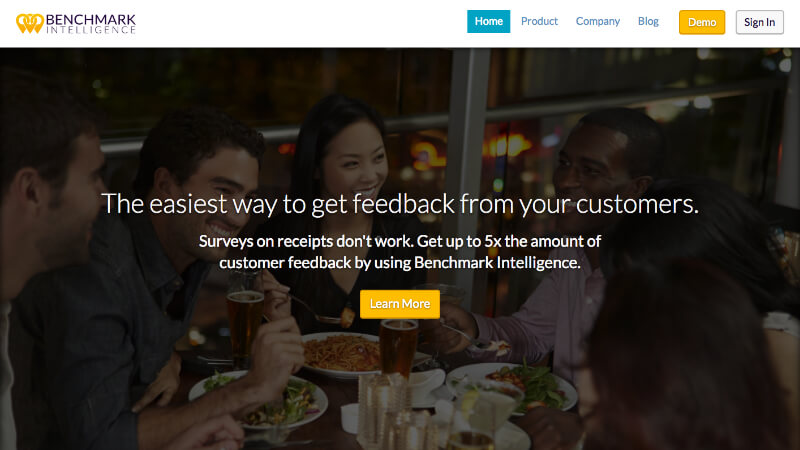 BENCHMARK
INTELLIGENCE
Home Product Company Blog Demo Sign In
The easiest way to get feedback from your customers.
Surveys on receipts don't work. Get up to 5x the amount of
customer feedback by using Benchmark Intelligence.
Learn More